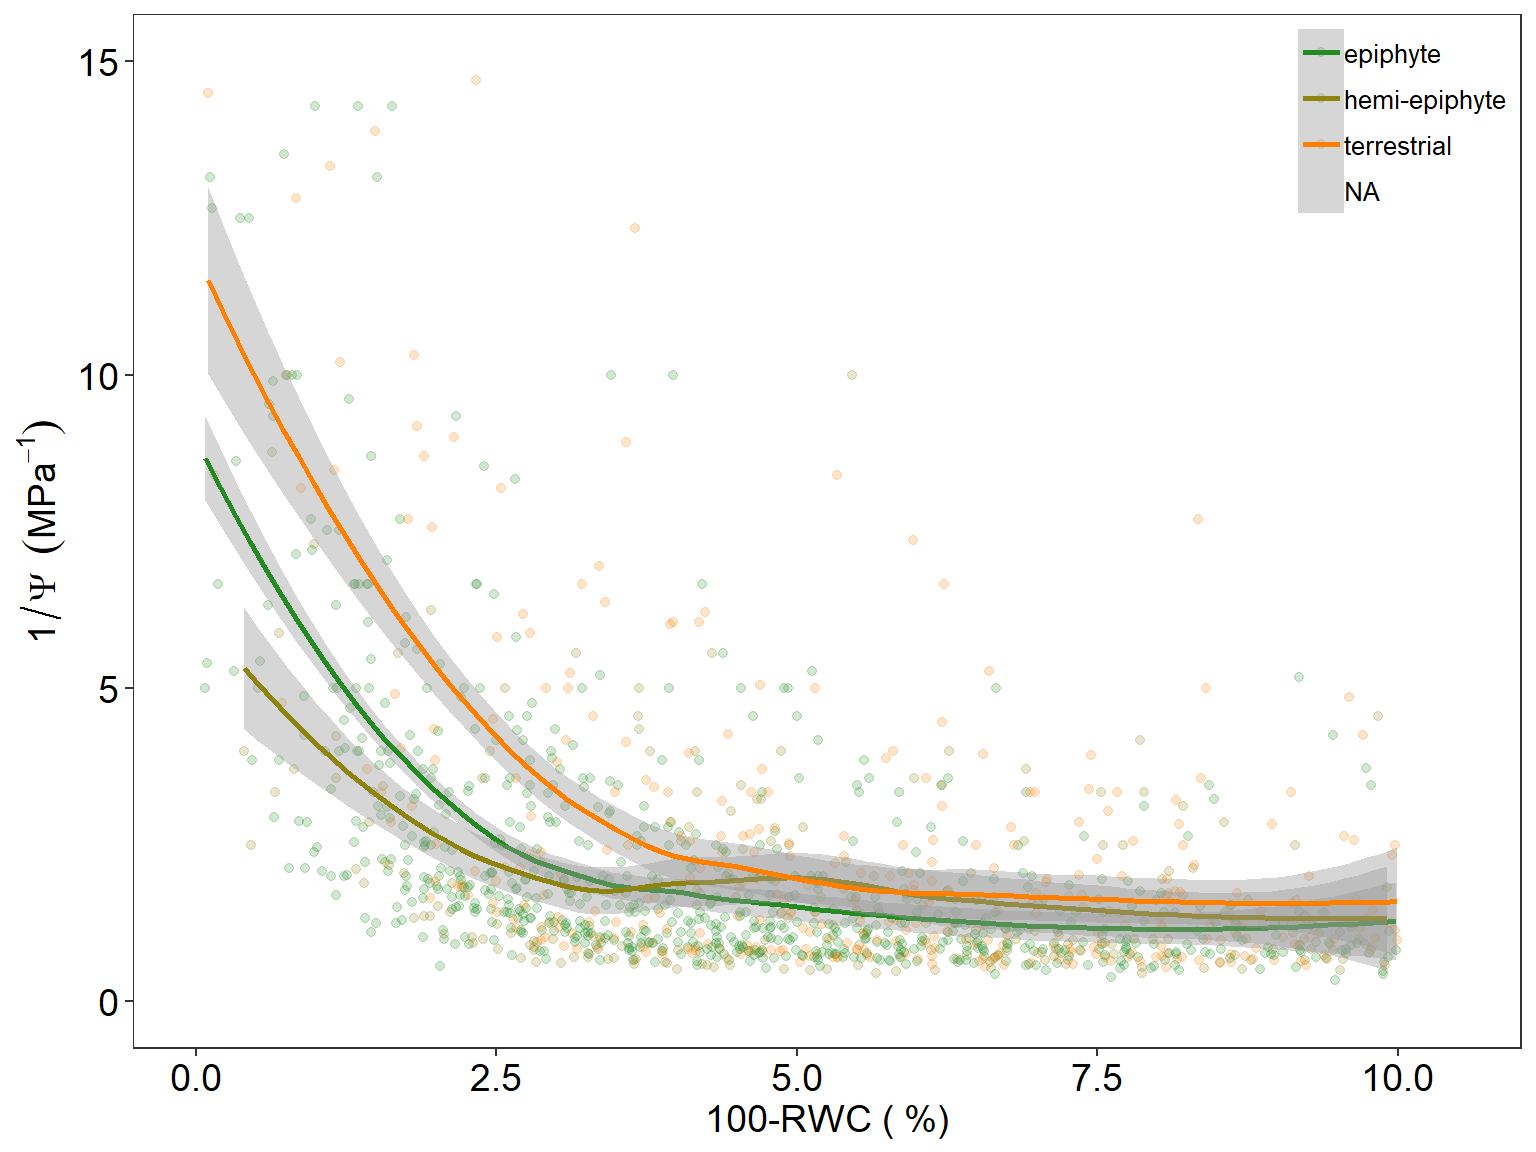 15
10
5
0
1/Ψ (MPa⁻¹)
epiphyte
hemi-epiphyte
terrestrial
NA
0.0 2.5 5.0 7.5 10.0
100-RWC ( %)